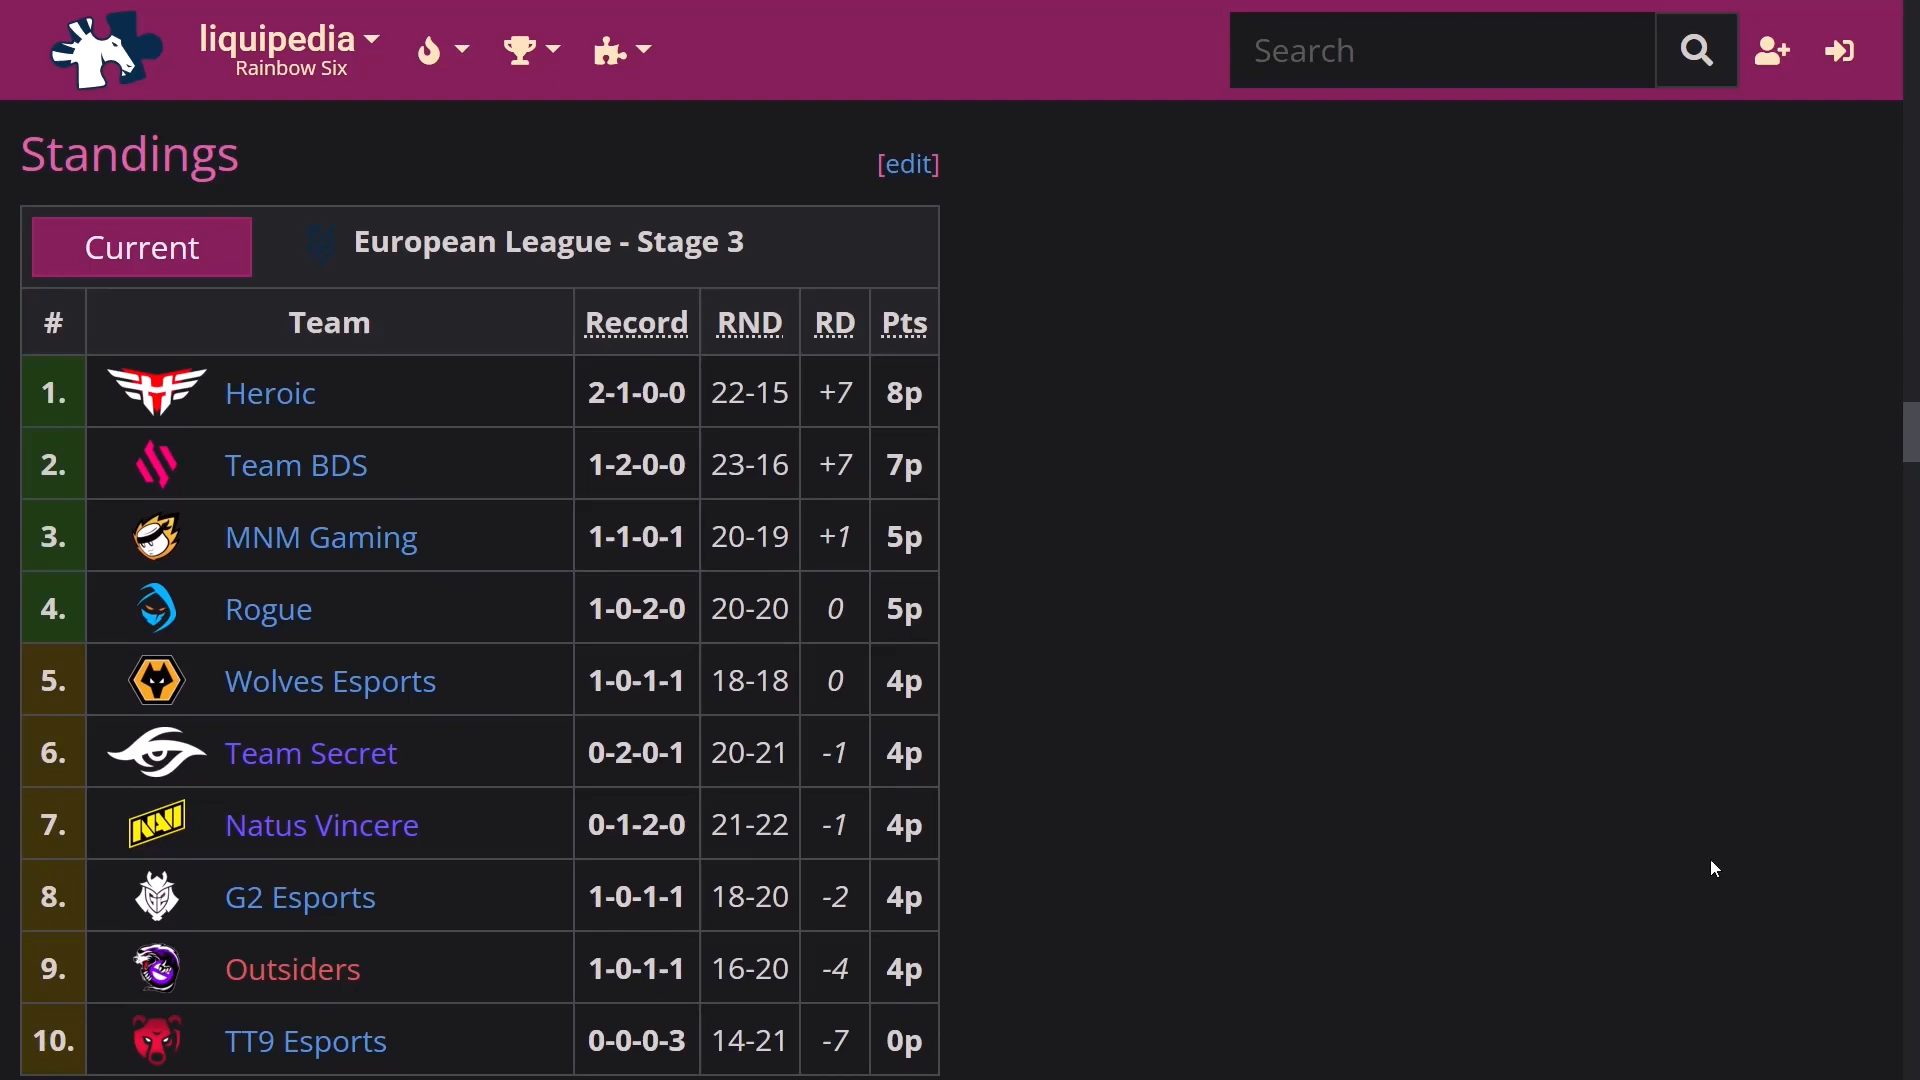 liquipedia
Rainbow Six
Search
Standings
[edit]
Current
European League - Stage 3
# Team Record RND RD Pts
1. Heroic 2-1-0-0 22-15 +7 8p
2. Team BDS 1-2-0-0 23-16 +7 7p
3. MNM Gaming 1-1-0-1 20-19 +1 5p
4. Rogue 1-0-2-0 20-20 0 5p
5. Wolves Esports 1-0-1-1 18-18 0 4p
6. Team Secret 0-2-0-1 20-21 -1 4p
7. NAVI Natus Vincere 0-1-2-0 21-22 -1 4p
8. G2 Esports 1-0-1-1 18-20 -2 4p
9. Outsiders 1-0-1-1 16-20 -4 4p
10. TT9 Esports 0-0-0-3 14-21 -7 0p